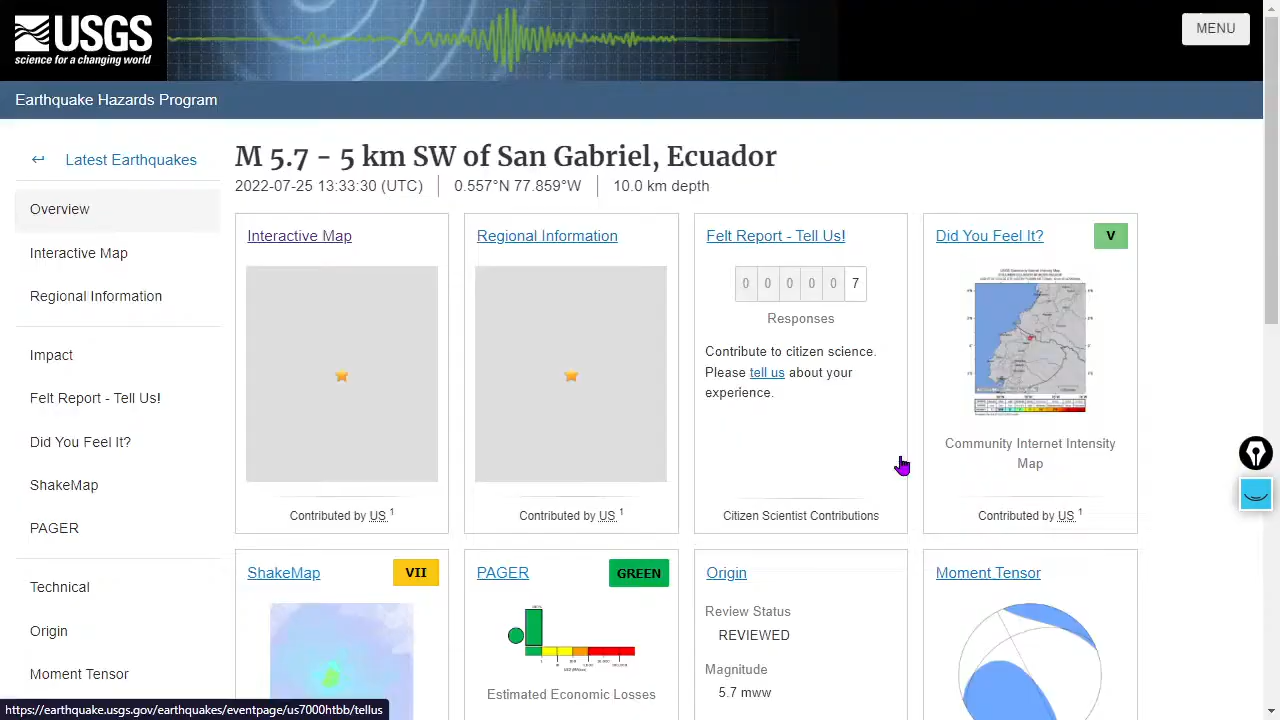 USGS
science for a changing world
MENU
Earthquake Hazards Program
Latest Earthquakes
Overview
Interactive Map
Regional Information
Impact
Felt Report - Tell Us!
Did You Feel It?
ShakeMap
PAGER
Technical
Origin
Moment Tensor
M 5.7 - 5 km SW of San Gabriel, Ecuador
2022-07-25 13:33:30 (UTC)
0.557°N 77.859°W
10.0 km depth
Interactive Map
Contributed by US 1
Regional Information
Contributed by US 1
Felt Report - Tell Us!
0 0 0 0 0 7
Responses
Contribute to citizen science.
Please tell us about your
experience.
Citizen Scientist Contributions
Did You Feel It?
V
Community Internet Intensity
Map
Contributed by US 1
ShakeMap
VII
PAGER
GREEN
Estimated Economic Losses
Origin
Review Status
REVIEWED
Magnitude
5.7 mww
Moment Tensor
https://earthquake.usgs.gov/earthquakes/eventpage/us7000htbb/tellus